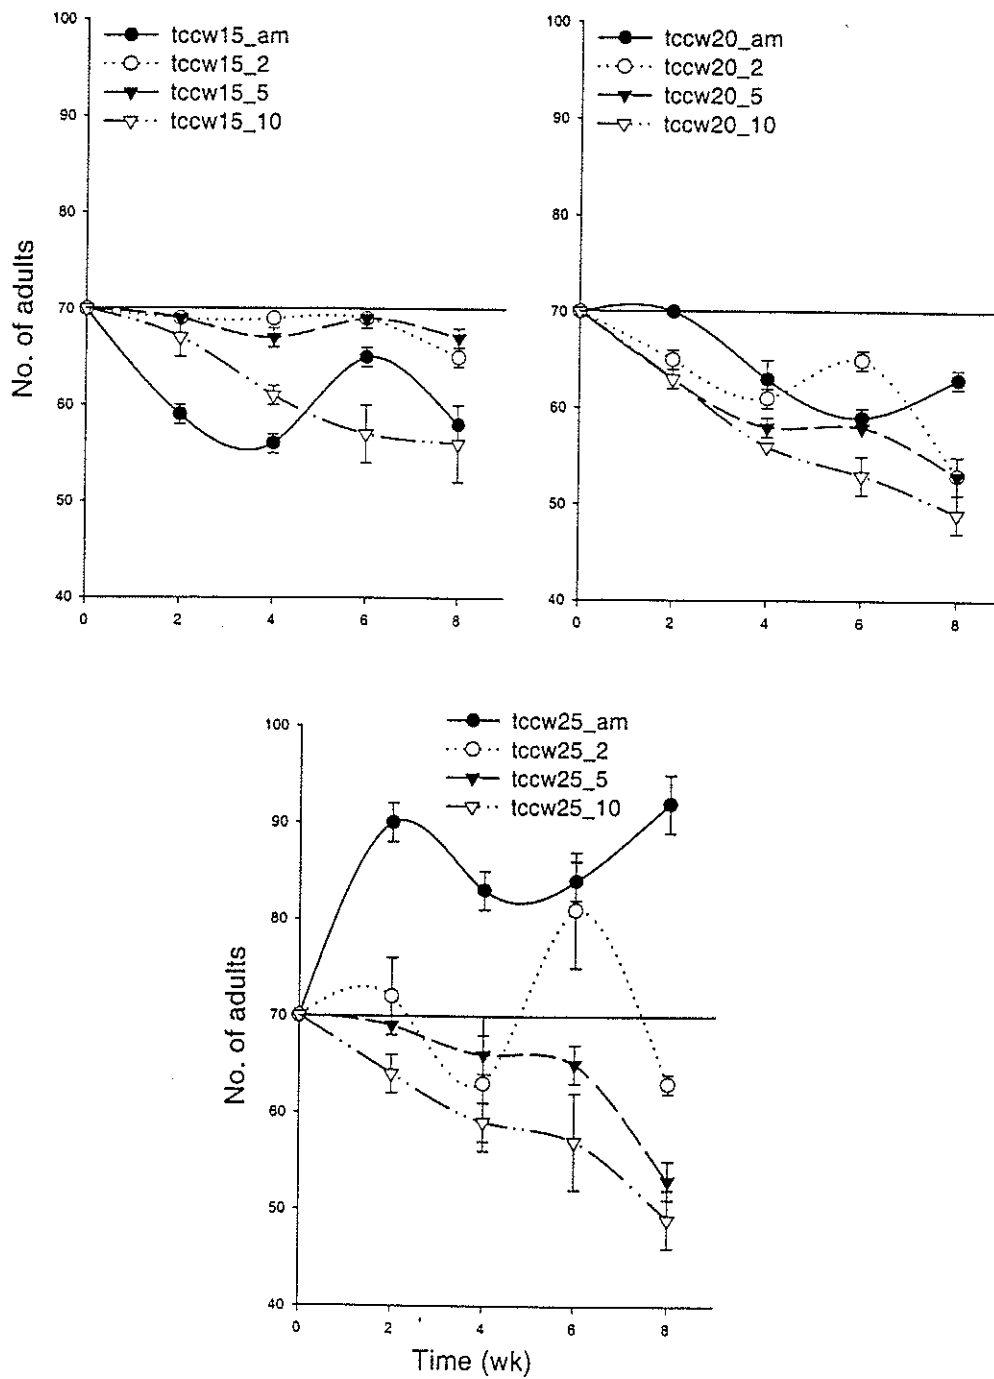 100
90
80
70
60
50
40
0 2 4 6 8
No. of adults
tccw15_am
tccw15_2
tccw15_5
tccw15_10
100
90
80
70
60
50
40
0 2 4 6 8
tccw20_am
tccw20_2
tccw20_5
tccw20_10
100
90
80
70
60
50
40
0 2 4 6 8
No. of adults
Time (wk)
tccw25_am
tccw25_2
tccw25_5
tccw25_10